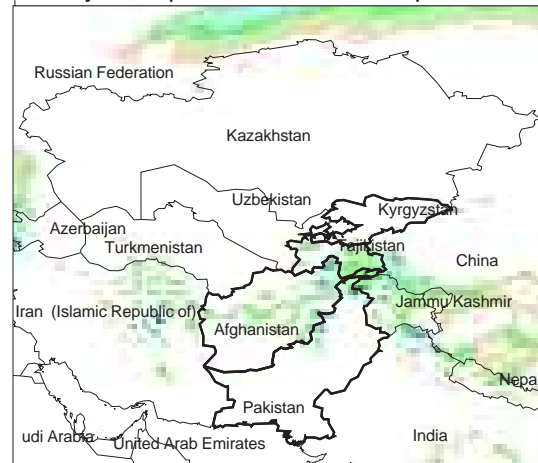 Russian Federation
Kazakhstan
Uzbekistan
Kyrgyzstan
Azerbaijan
Turkmenistan
Tajikistan
China
Iran (Islamic Republic of)
Jammu Kashmir
Afghanistan
Nepa
Pakistan
udi Arabia
United Arab Emirates
India